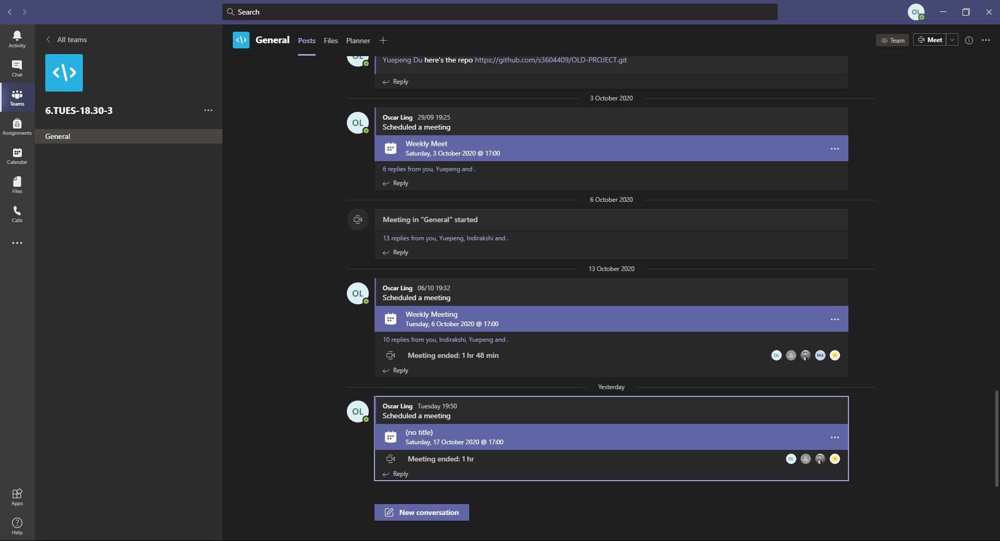 Search
OL
Activity
Chat
Teams
Assignments
Calendar
Files
Calls
Apps
Help
All teams
6.TUES-18.30-3
General
General
Posts
Files
Planner
Team
Meet
OL
Yuepeng Du here's the repo https://github.com/s3604409/OLD-PROJECT.git
Reply
3 October 2020
OL
Oscar Ling 29/09 19:25
Scheduled a meeting
Weekly Meet
Saturday, 3 October 2020 @ 17:00
6 replies from you, Yuepeng and .
Reply
6 October 2020
Meeting in "General" started
13 replies from you, Yuepeng, Indirakshi and .
Reply
13 October 2020
OL
Oscar Ling 06/10 19:32
Scheduled a meeting
Weekly Meeting
Tuesday, 6 October 2020 @ 17:00
10 replies from you, Indirakshi, Yuepeng and .
Meeting ended: 1 hr 48 min
OL MA
Reply
Yesterday
OL
Oscar Ling Tuesday 19:50
Scheduled a meeting
(no title)
Saturday, 17 October 2020 @ 17:00
Meeting ended: 1 hr
OL
Reply
New conversation